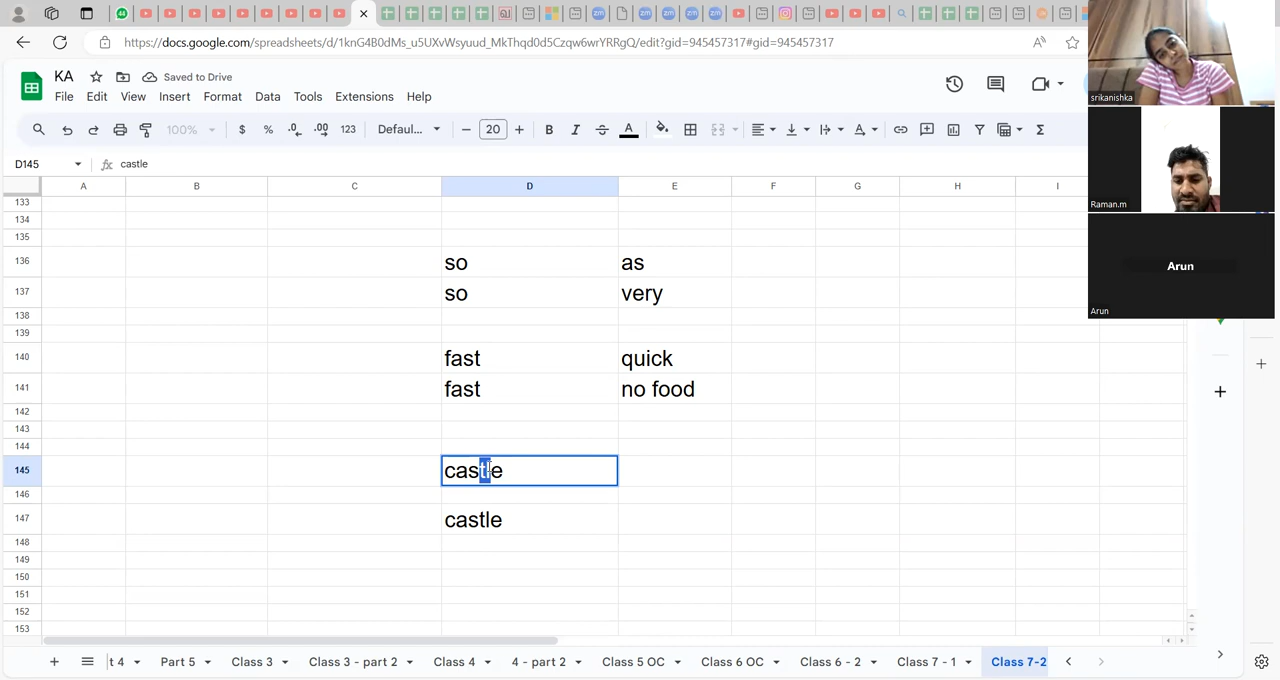 https://docs.google.com/spreadsheets/d/1knG4B0dMs_u5UXvWsyuud_MkThqd0d5Czqw6wrYRRgQ/edit?gid=945457317#gid=945457317
KA
Saved to Drive
File Edit View Insert Format Data Tools Extensions Help
100% $ % .0 .00 123 Defaul... 20 B I A
D145 fx castle
A B C D E F G H I
133
134
135
136 so as
137 so very
138
139
140 fast quick
141 fast no food
142
143
144
145 castle
146
147 castle
148
149
150
151
152
153
t 4 Part 5 Class 3 Class 3 - part 2 Class 4 4 - part 2 Class 5 OC Class 6 OC Class 6 - 2 Class 7 - 1 Class 7-2
srikanishka
Raman.m
Arun
Arun